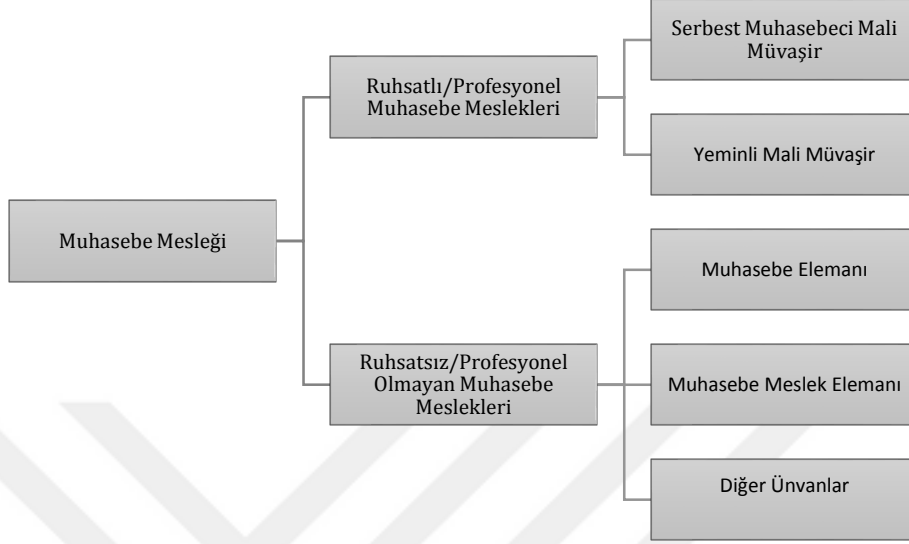 Muhasebe Mesleği
Ruhsatlı/Profesyonel
Muhasebe Meslekleri
Serbest Muhasebeci Mali
Müvaşir
Yeminli Mali Müvaşir
Ruhsatsız/Profesyonel
Olmayan Muhasebe
Meslekleri
Muhasebe Elemanı
Muhasebe Meslek Elemanı
Diğer Ünvanlar